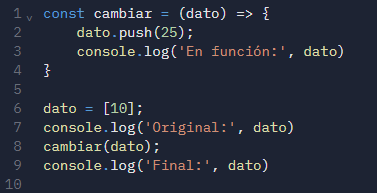 1 const cambiar = (dato) => {
2 dato.push(25);
3 console.log('En función:', dato)
4 }
5
6 dato = [10];
7 console.log('Original:', dato)
8 cambiar(dato);
9 console.log('Final:', dato)
10